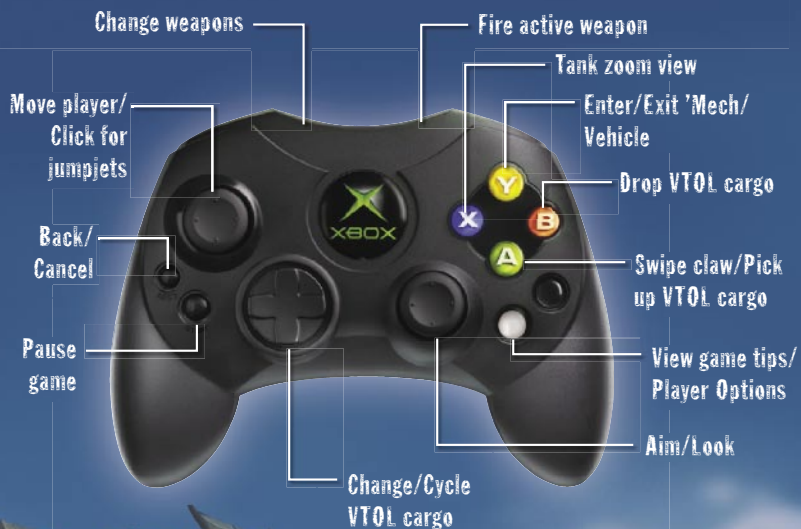 Change weapons
Fire active weapon
Tank zoom view
Move player/
Click for
jumpjets
Enter/Exit 'Mech/
Vehicle
Drop VTOL cargo
Y
X
B
A
XBOX
Back/
Cancel
Swipe claw/Pick
up VTOL cargo
Pause
game
View game tips/
Player Options
Aim/Look
Change/Cycle
VTOL cargo